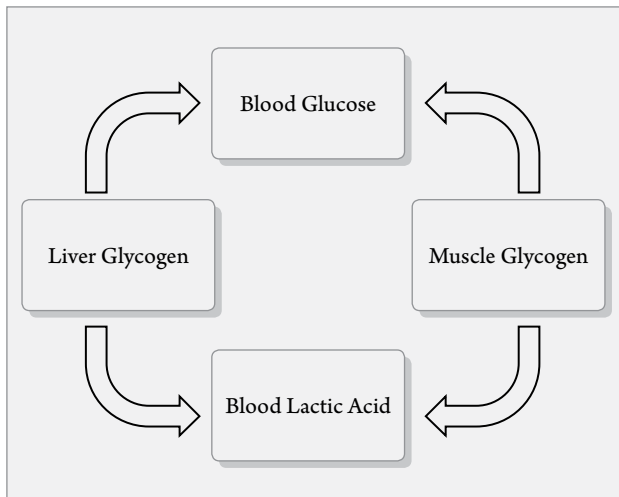 Blood Glucose
Liver Glycogen
Muscle Glycogen
Blood Lactic Acid